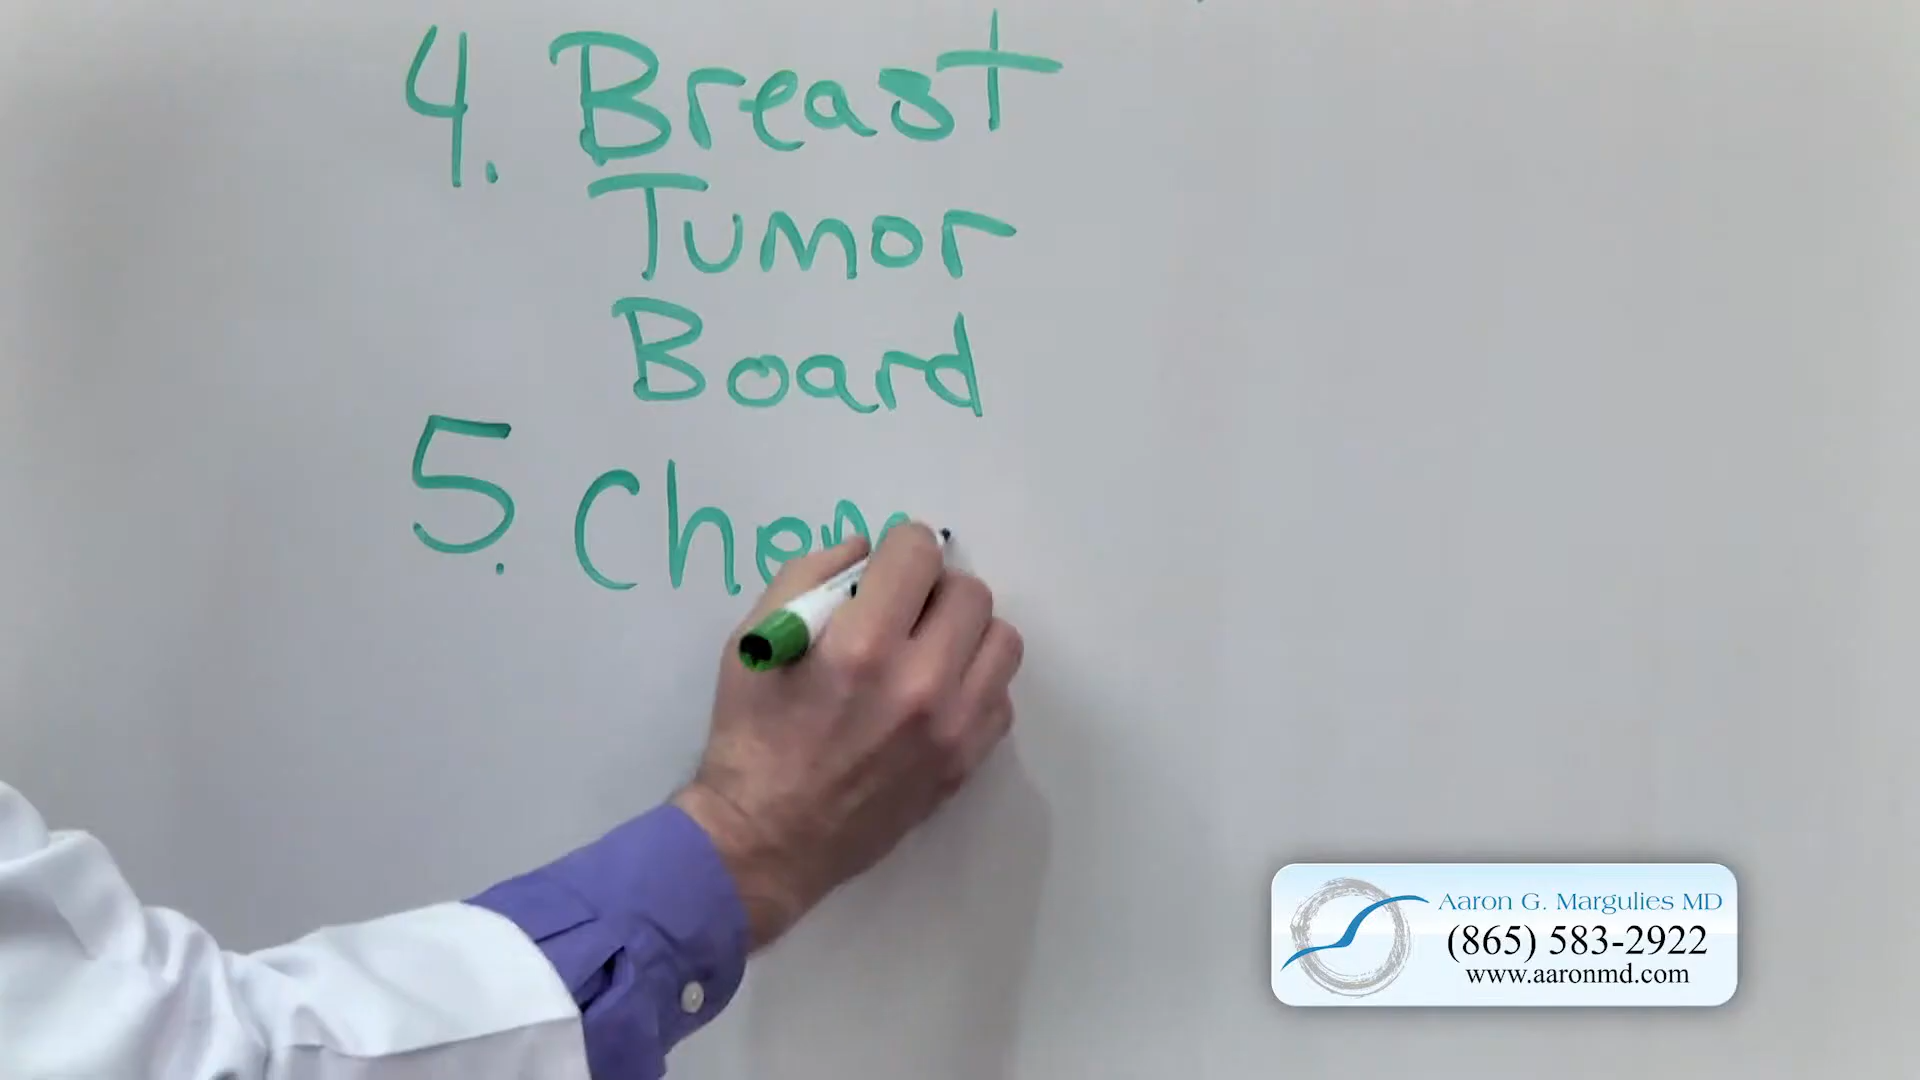 4. Breast
Tumor
Board
5. Chem
Aaron G. Margulies MD
(865) 583-2922
www.aaronmd.com